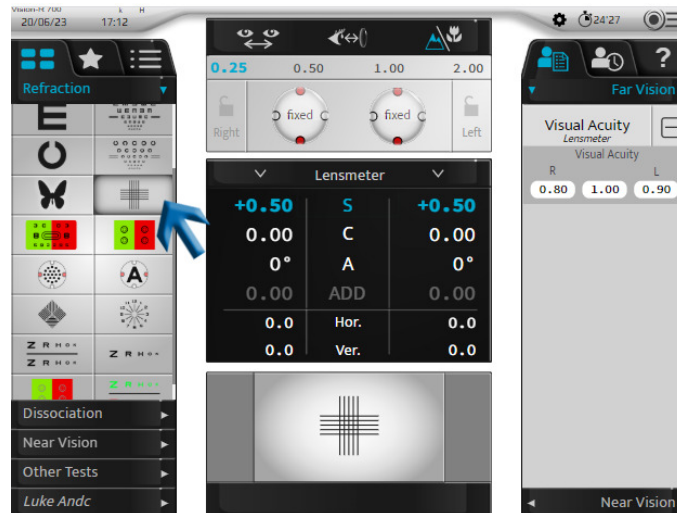 Vision-R 700
20/06/23
17:12
24'27
0.25 0.50 1.00 2.00
Refraction
Far Vision
Right
fixed
fixed
Left
Visual Acuity
Lensmeter
Visual Acuity
R L
0.80 1.00 0.90
Lensmeter
+0.50 S +0.50
0.00 C 0.00
0° A 0°
0.00 ADD 0.00
0.0 Hor. 0.0
0.0 Ver. 0.0
E
A
Z R H O K
Z R H O K
Z R H O K
Dissociation
Near Vision
Other Tests
Luke Andc
Near Vision